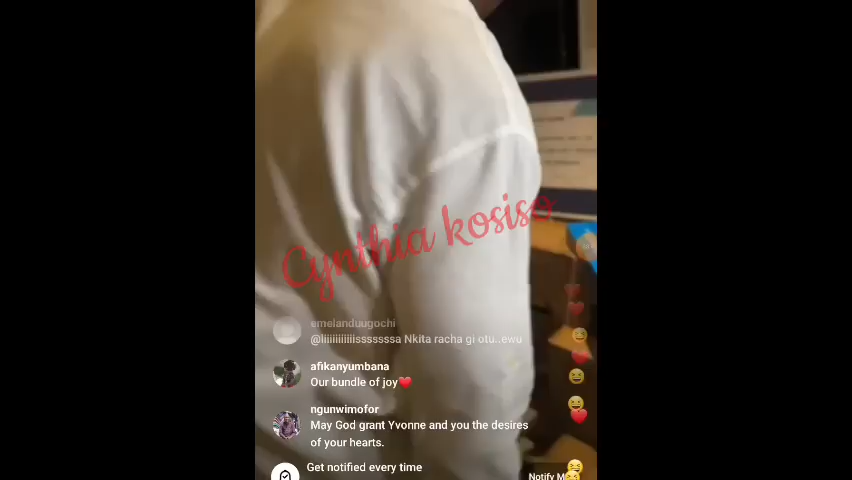 Cynthia kosiso
emelanduugochi
@liiiiiiiiiiisssssssa Nkita racha gi otu..ewu
afikanyumbana
Our bundle of joy❤️
ngunwimofor
May God grant Yvonne and you the desires
of your hearts.
Get notified every time
Notify